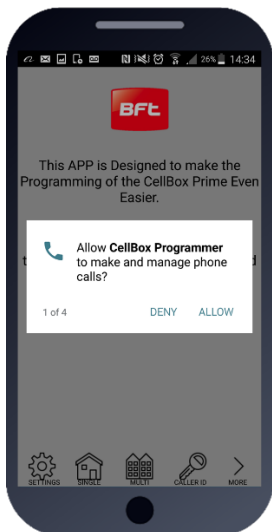 26% 14:34
BFT
This APP is Designed to make the
Programming of the CellBox Prime Even
Easier.
Allow CellBox Programmer
to make and manage phone
calls?
1 of 4 DENY ALLOW
SETTINGS SINGLE MULTI CALLER ID MORE